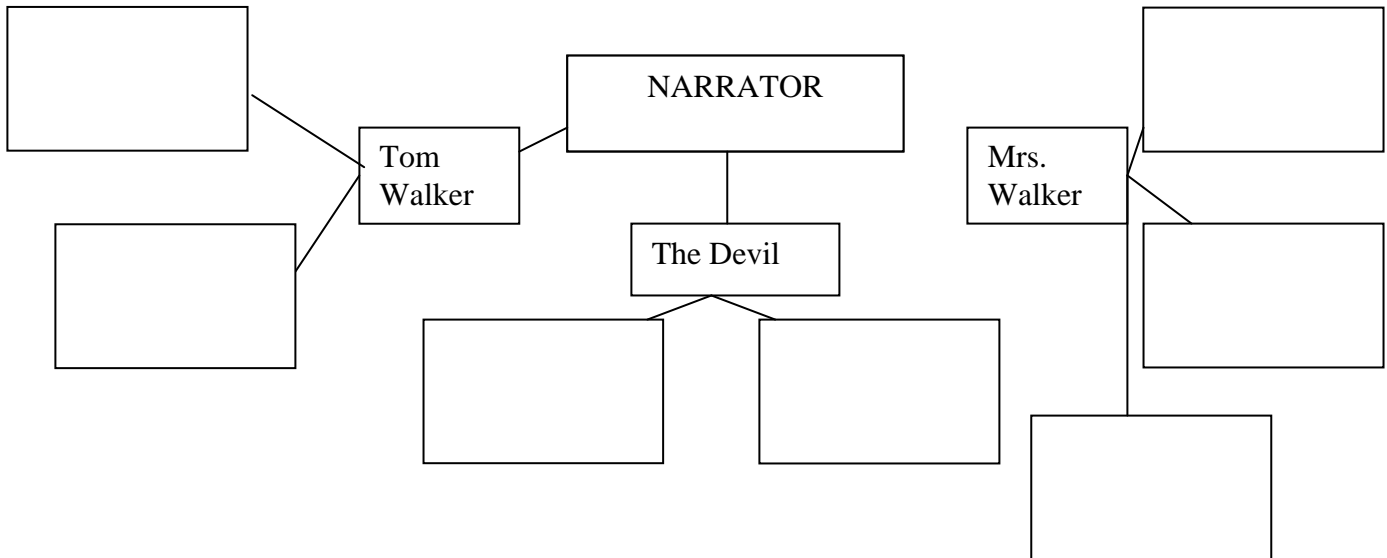 NARRATOR
Tom
Walker
Mrs.
Walker
The Devil